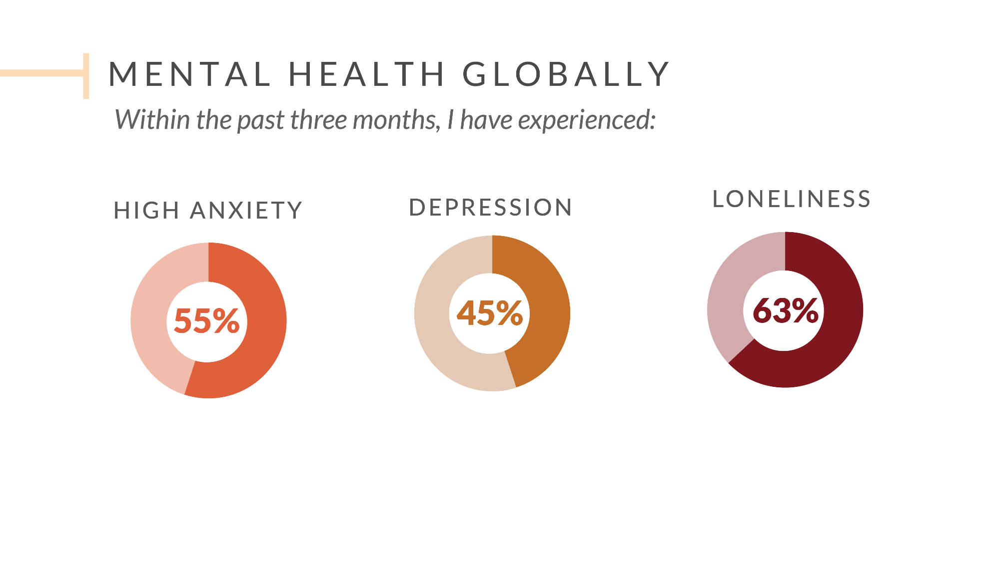 MENTAL HEALTH GLOBALLY
Within the past three months, I have experienced:
HIGH ANXIETY
55%
DEPRESSION
45%
LONELINESS
63%